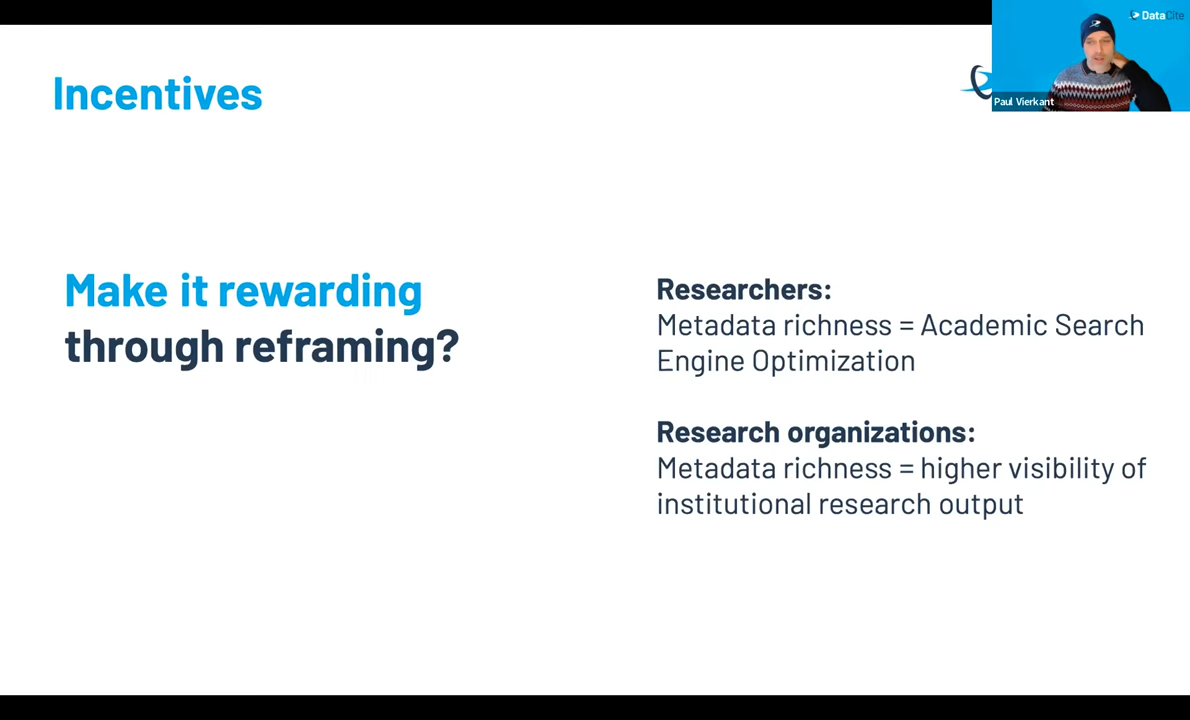 Incentives
DataCite
Paul Vierkant
Make it rewarding
through reframing?
Researchers:
Metadata richness = Academic Search
Engine Optimization
Research organizations:
Metadata richness = higher visibility of
institutional research output